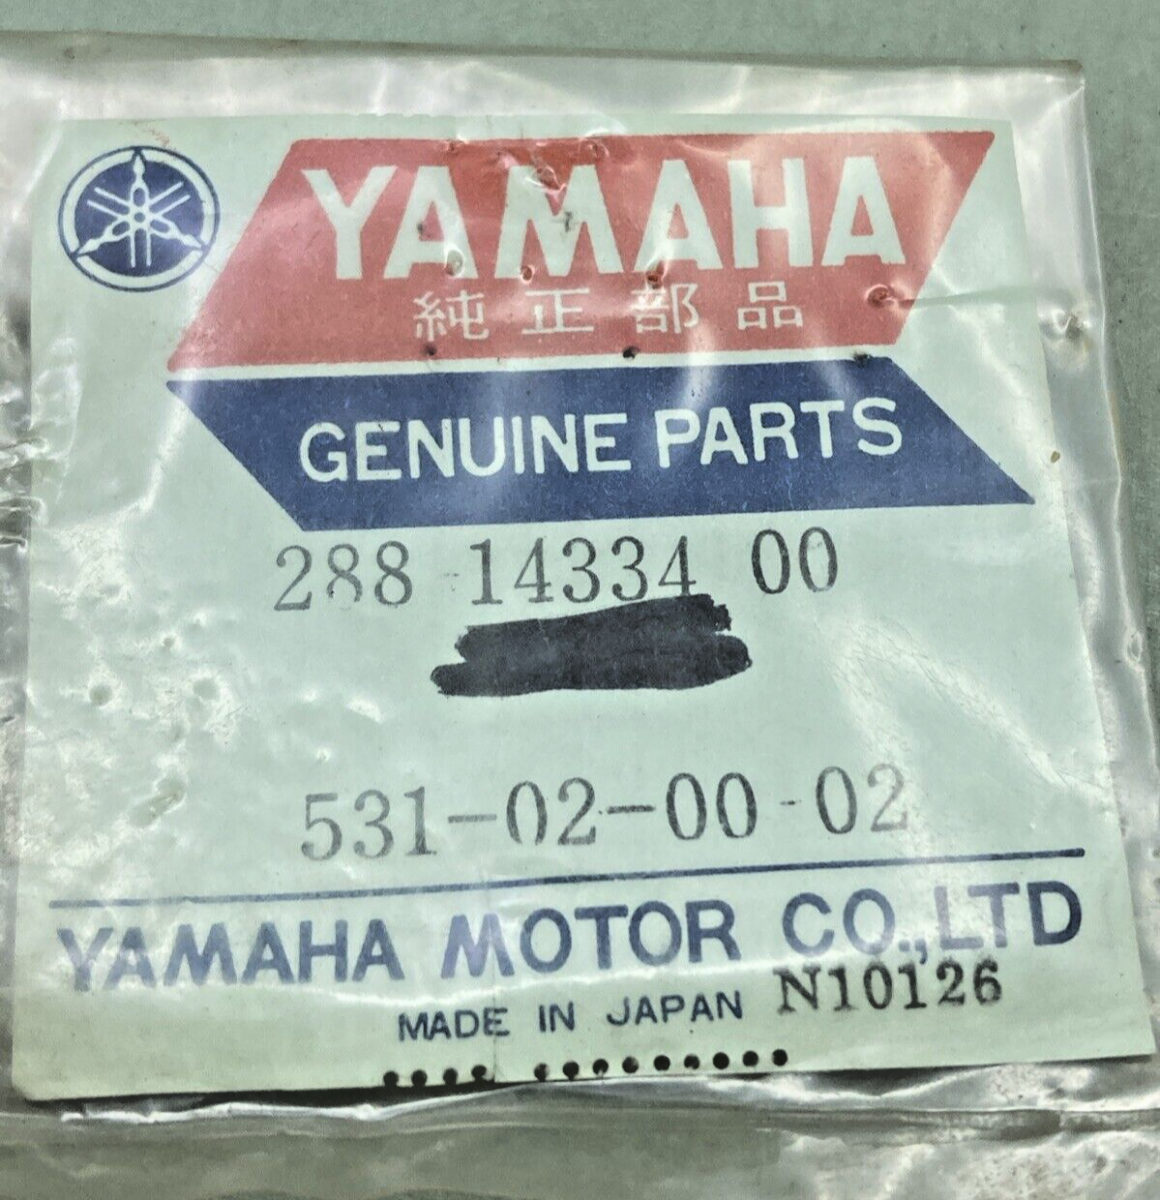 YAMAHA
純正部品
GENUINE PARTS
288 14334 00
531-02-00-02
YAMAHA MOTOR CO.,LTD
MADE IN JAPAN N10126